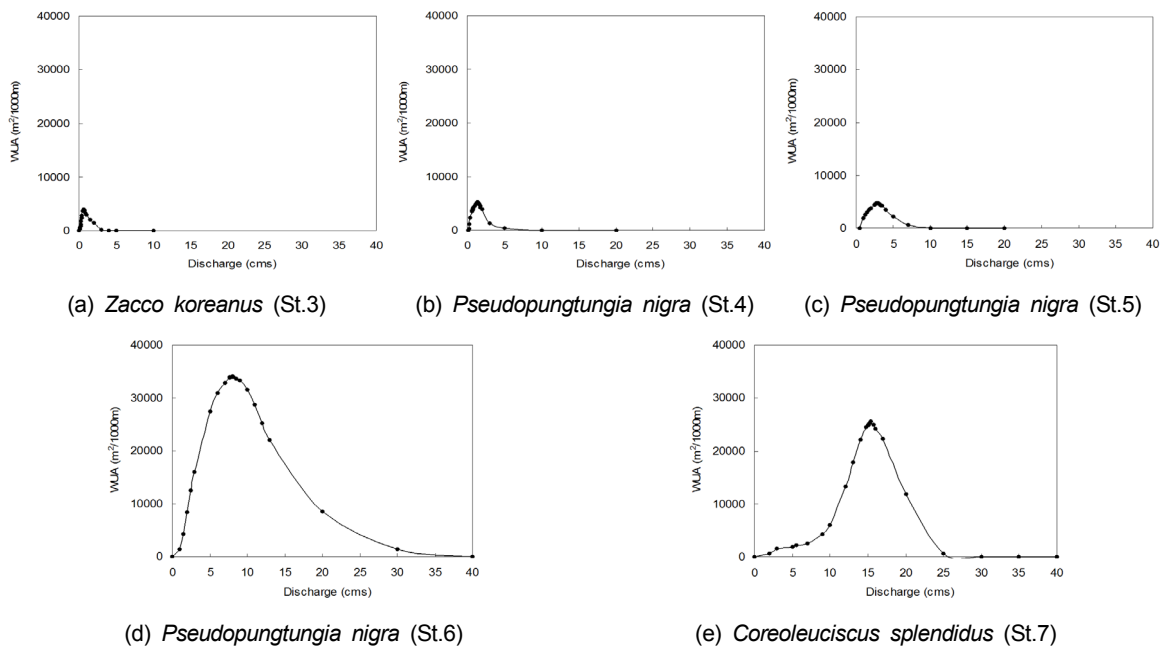 40000
30000
20000
10000
0
WUA (m²/1000m)
0 5 10 15 20 25 30 35 40
Discharge (cms)
(a) Zacco koreanus (St.3)
40000
30000
20000
10000
0
WUA (m²/1000m)
0 5 10 15 20 25 30 35 40
Discharge (cms)
(b) Pseudopungtungia nigra (St.4)
40000
30000
20000
10000
0
WUA (m²/1000m)
0 5 10 15 20 25 30 35 40
Discharge (cms)
(c) Pseudopungtungia nigra (St.5)
40000
30000
20000
10000
0
WUA (m²/1000m)
0 5 10 15 20 25 30 35 40
Discharge (cms)
(d) Pseudopungtungia nigra (St.6)
40000
30000
20000
10000
0
WUA (m²/1000m)
0 5 10 15 20 25 30 35 40
Discharge (cms)
(e) Coreoleuciscus splendidus (St.7)